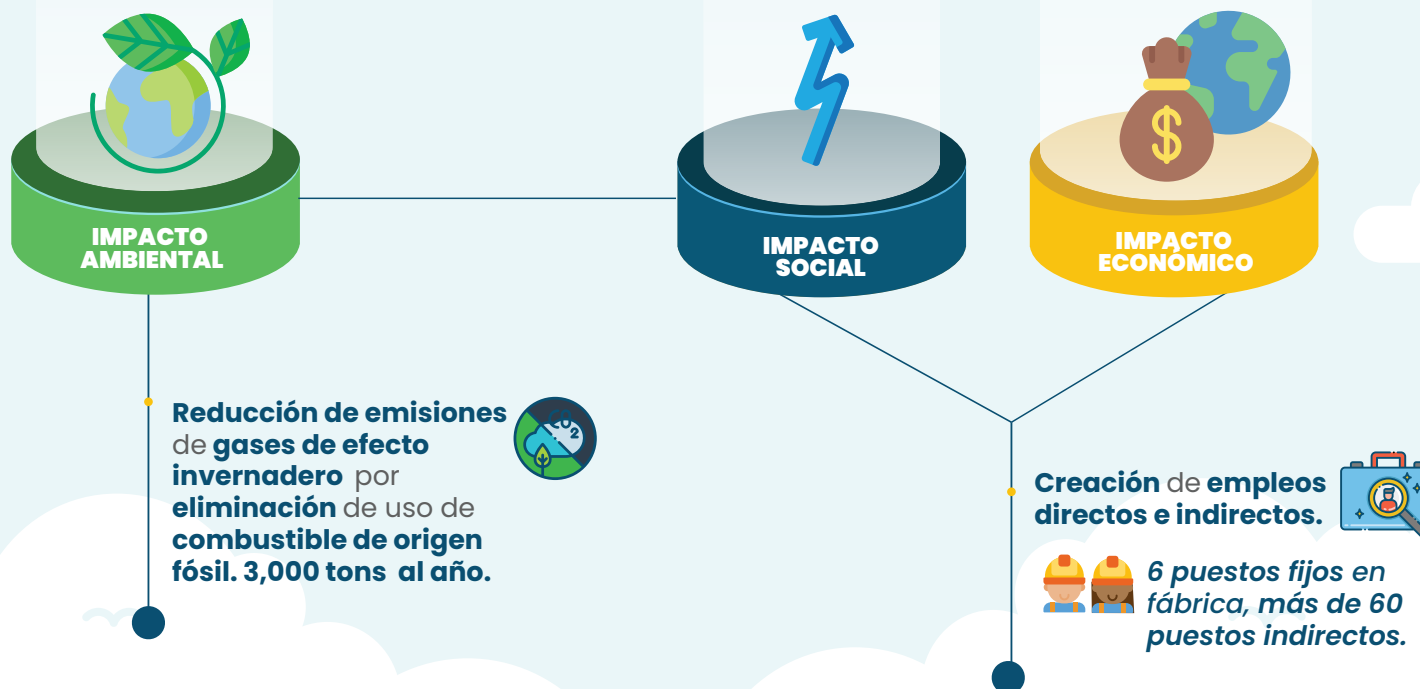 IMPACTO
AMBIENTAL
IMPACTO
SOCIAL
IMPACTO
ECONÓMICO
Reducción de emisiones
de gases de efecto
invernadero por
eliminación de uso de
combustible de origen
fósil. 3,000 tons al año.
CO2
Creación de empleos
directos e indirectos.
6 puestos fijos en
fábrica, más de 60
puestos indirectos.
$